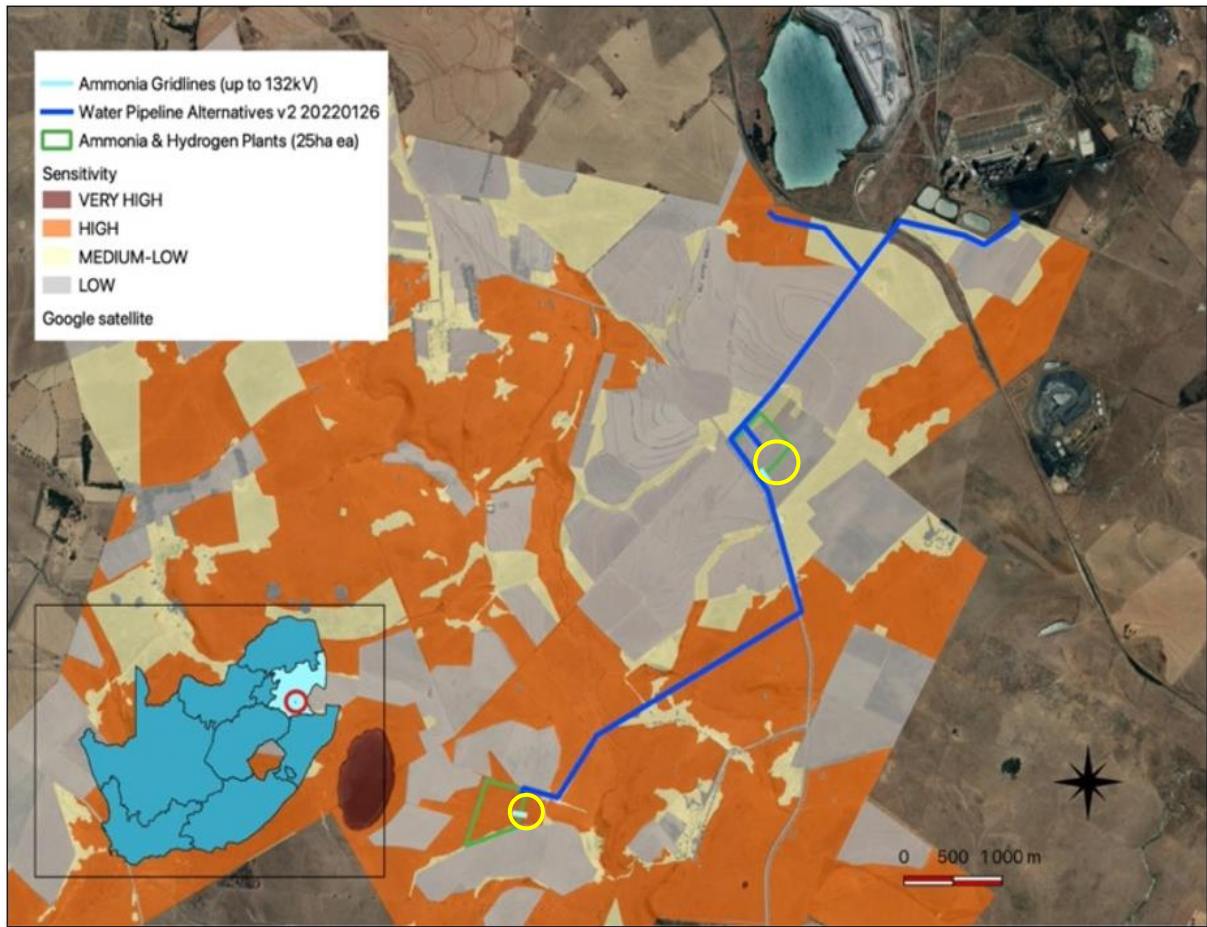 Ammonia Gridlines (up to 132kV)
Water Pipeline Alternatives v2 20220126
Ammonia & Hydrogen Plants (25ha ea)
Sensitivity
VERY HIGH
HIGH
MEDIUM-LOW
LOW
Google satellite
0 500 1000 m